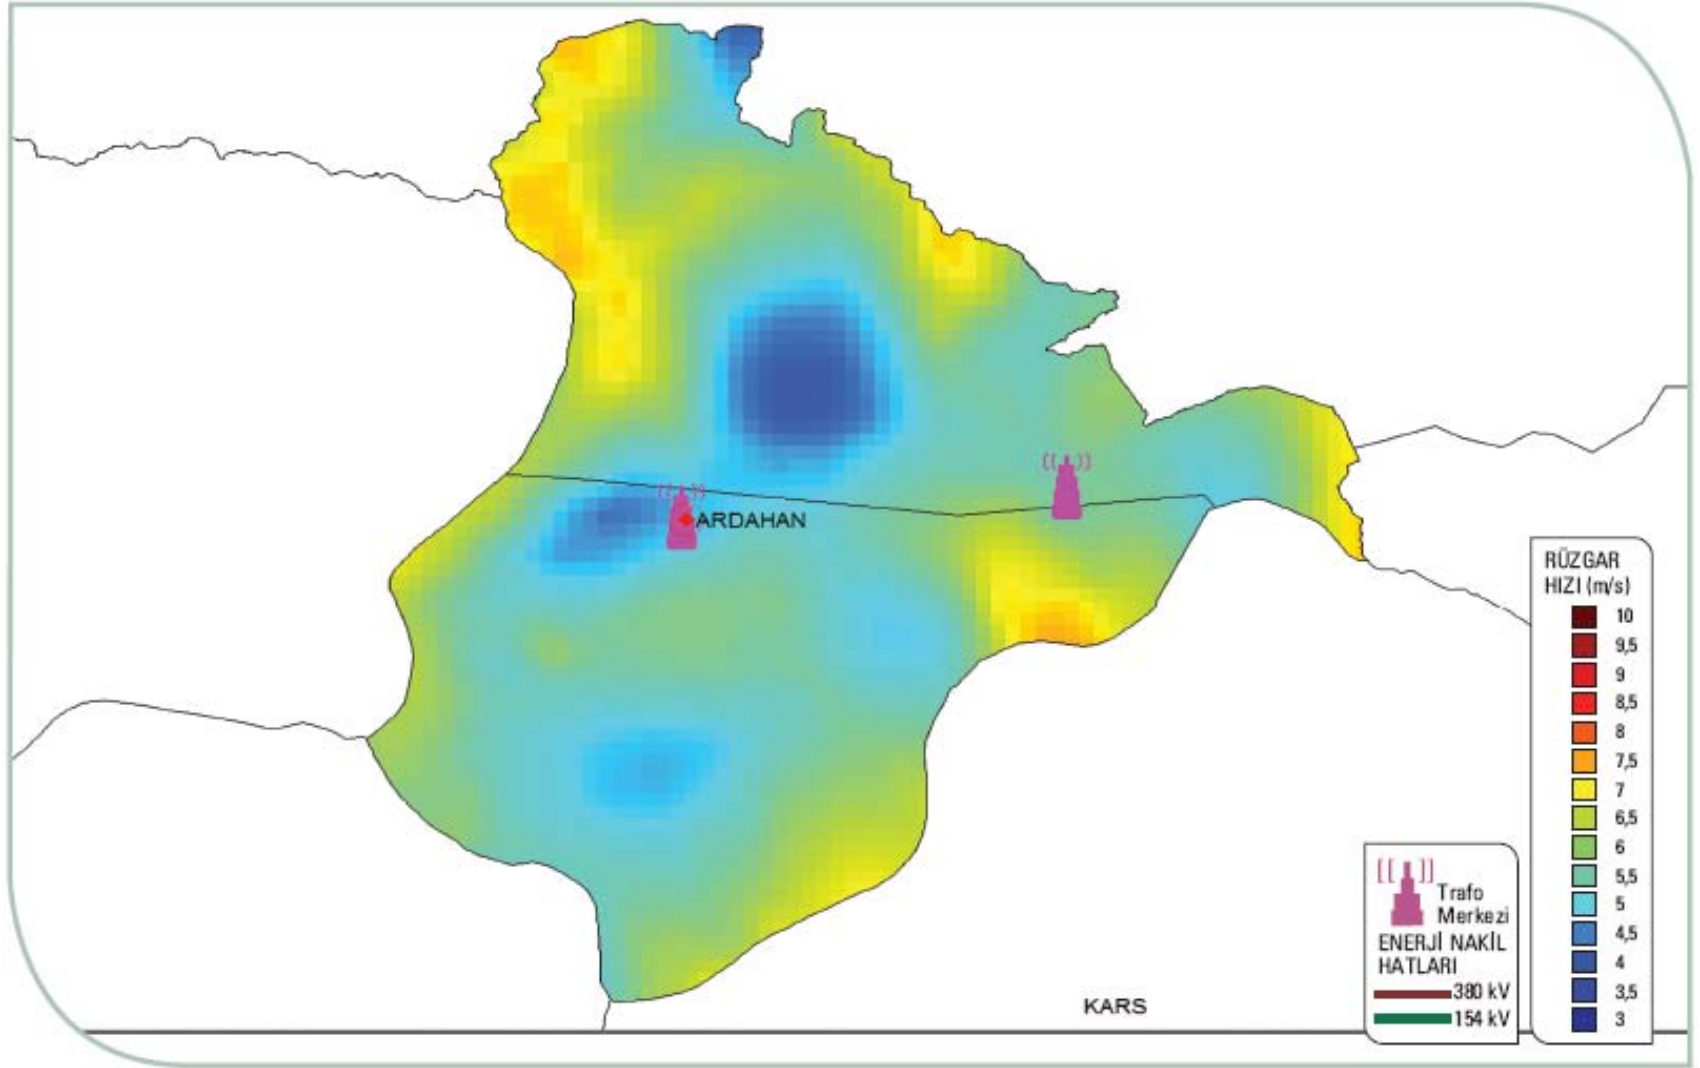 ARDAHAN
RÜZGAR
HIZI (m/s)
10
9,5
9
8,5
8
7,5
7
6,5
6
5,5
5
4,5
4
3,5
3
Trafo
Merkezi
ENERJİ NAKİL
HATLARI
380 kV
154 kV
KARS